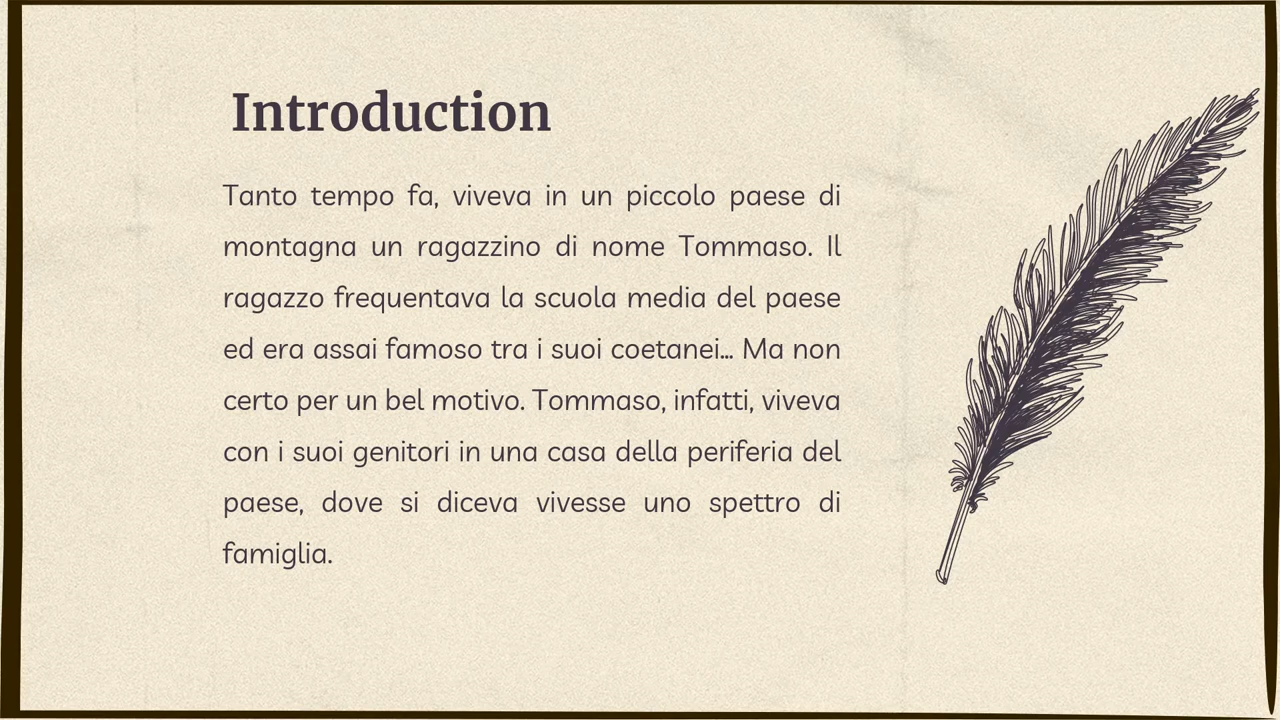 Introduction
Tanto tempo fa, viveva in un piccolo paese di
montagna un ragazzino di nome Tommaso. Il
ragazzo frequentava la scuola media del paese
ed era assai famoso tra i suoi coetanei... Ma non
certo per un bel motivo. Tommaso, infatti, viveva
con i suoi genitori in una casa della periferia del
paese, dove si diceva vivesse uno spettro di
famiglia.